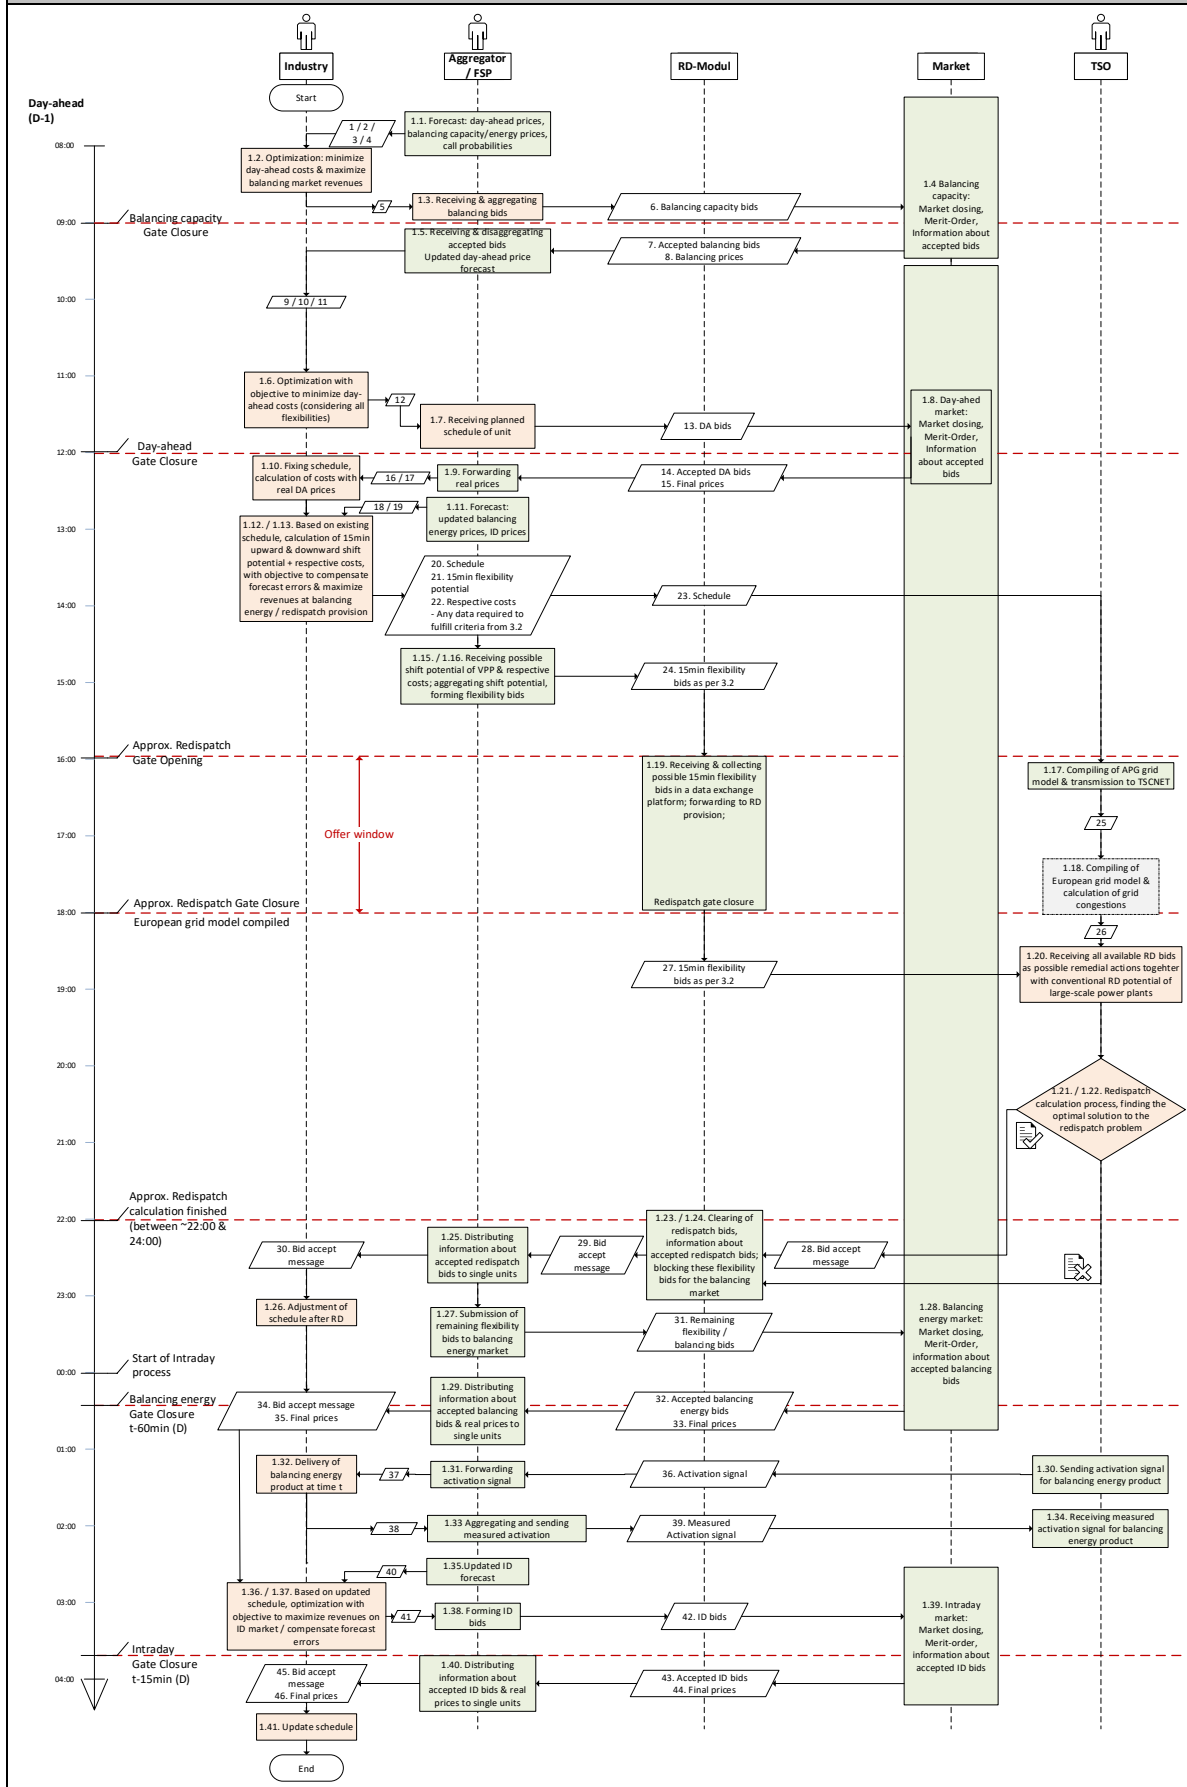 Industry
Aggregator
/ FSP
RD-Modul
Market
TSO
Start
Day-ahead
(D-1)
1.1. Forecast: day-ahead prices,
balancing capacity/energy prices,
call probabilities
1 / 2 /
3 / 4
08:00
1.2. Optimization: minimize
day-ahead costs & maximize
balancing market revenues
1.4 Balancing
capacity:
Market closing,
Merit-Order,
Information about
accepted bids
5
1.3. Receiving & aggregating
balancing bids
6. Balancing capacity bids
09:00
Balancing capacity
Gate Closure
1.5. Receiving & disaggregating
accepted bids
Updated day-ahead price
forecast
7. Accepted balancing bids
8. Balancing prices
10:00
9 / 10 / 11
11:00
1.6. Optimization with
objective to minimize day-
ahead costs (considering all
flexibilities)
12
1.7. Receiving planned
schedule of unit
13. DA bids
1.8. Day-ahed
market:
Market closing,
Merit-Order,
Information
about accepted
bids
12:00
Day-ahead
Gate Closure
1.10. Fixing schedule,
calculation of costs with
real DA prices
16 / 17
1.9. Forwarding
real prices
14. Accepted DA bids
15. Final prices
18 / 19
1.11. Forecast:
updated balancing
energy prices, ID prices
13:00
1.12. / 1.13. Based on existing
schedule, calculation of 15min
upward & downward shift
potential + respective costs,
with objective to compensate
forecast errors & maximize
revenues at balancing
energy / redispatch provision
20. Schedule
21. 15min flexibility
potential
22. Respective costs
- Any data required to
fulfill criteria from 3.2
23. Schedule
14:00
1.15. / 1.16. Receiving possible
shift potential of VPP & respective
costs; aggregating shift potential,
forming flexibility bids
24. 15min flexibility
bids as per 3.2
15:00
Approx. Redispatch
Gate Opening
16:00
1.19. Receiving & collecting
possible 15min flexibility
bids in a data exchange
platform; forwarding to RD
provision;
1.17. Compiling of APG grid
model & transmission to TSCNET
25
17:00
Offer window
1.18. Compiling of
European grid model &
calculation of grid
congestions
Redispatch gate closure
18:00
Approx. Redispatch Gate Closure
European grid model compiled
26
27. 15min flexibility
bids as per 3.2
1.20. Receiving all available RD bids
as possible remedial actions togehter
with conventional RD potential of
large-scale power plants
19:00
20:00
1.21. / 1.22. Redispatch
calculation process, finding the
optimal solution to the
redispatch problem
21:00
Approx. Redispatch
calculation finished
(between ~22:00 &
24:00)
22:00
30. Bid accept
message
1.25. Distributing
information about
accepted redispatch
bids to single units
29. Bid
accept
message
1.23. / 1.24. Clearing of
redispatch bids,
information about
accepted redispatch bids;
blocking these flexibility
bids for the balancing
market
28. Bid accept
message
23:00
1.26. Adjustment of
schedule after RD
1.27. Submission of
remaining flexibility
bids to balancing
energy market
31. Remaining
flexibility /
balancing bids
1.28. Balancing
energy market:
Market closing,
Merit-Order,
information about
accepted balancing
bids
Start of Intraday
process
00:00
Balancing energy
Gate Closure
t-60min (D)
34. Bid accept message
35. Final prices
1.29. Distributing
information about
accepted balancing
bids & real prices to
single units
32. Accepted balancing
energy bids
33. Final prices
01:00
1.32. Delivery of
balancing energy
product at time t
37
1.31. Forwarding
activation signal
36. Activation signal
1.30. Sending activation signal
for balancing energy product
02:00
38
1.33 Aggregating and sending
measured activation
39. Measured
Activation signal
1.34. Receiving measured
activation signal for balancing
energy product
40
1.35.Updated ID
forecast
03:00
1.36. / 1.37. Based on updated
schedule, optimization with
objective to maximize revenues on
ID market / compensate forecast
errors
41
1.38. Forming ID
bids
42. ID bids
1.39. Intraday
market:
Market closing,
Merit-order,
information about
accepted ID bids
Intraday
Gate Closure
t-15min (D)
04:00
45. Bid accept
message
46. Final prices
1.40. Distributing
information about
accepted ID bids & real
prices to single units
43. Accepted ID bids
44. Final prices
1.41. Update schedule
End